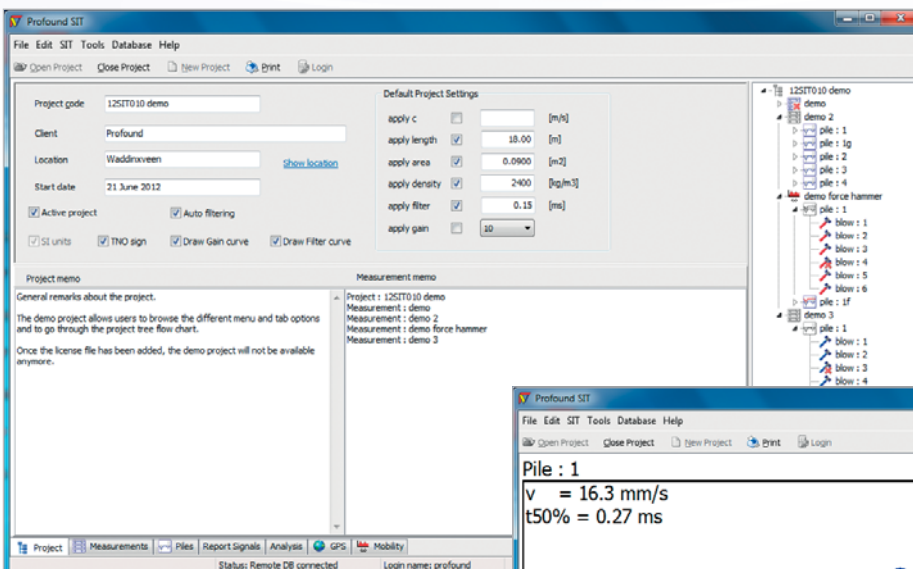 Profound SIT
File Edit SIT Tools Database Help
Open Project Close Project New Project Print Login
Project code 12SIT010 demo
Client Profound
Location Waddinxveen Show location
Start date 21 June 2012
Active project Auto filtering
SI units TNO sign Draw Gain curve Draw Filter curve
Default Project Settings
apply c [m/s]
apply length 18.00 [m]
apply area 0.0900 [m2]
apply density 2400 [kg/m3]
apply filter 0.15 [ms]
apply gain 10
12SIT010 demo
demo
demo 2
pile : 1
pile : 1g
pile : 2
pile : 3
pile : 4
demo force hammer
pile : 1
blow : 1
blow : 2
blow : 3
blow : 4
blow : 5
blow : 6
pile : 1f
demo 3
pile : 1
blow : 1
blow : 2
blow : 3
blow : 4
Project memo
General remarks about the project.
The demo project allows users to browse the different menu and tab options
and to go through the project tree flow chart.
Once the license file has been added, the demo project will not be available
anymore.
Measurement memo
Project : 12SIT010 demo
Measurement : demo
Measurement : demo 2
Measurement : demo force hammer
Measurement : demo 3
Project Measurements Piles Report Signals Analysis GPS Mobility
Status: Remote DB connected Login name: profound
Profound SIT
File Edit SIT Tools Database Help
Open Project Close Project New Project Print Login
Pile : 1
v = 16.3 mm/s
t50% = 0.27 ms